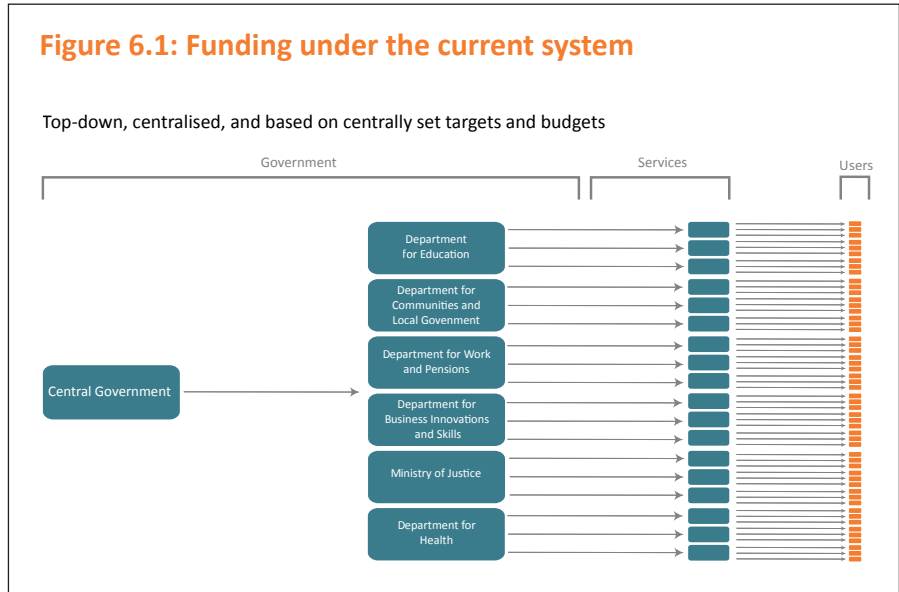 Figure 6.1: Funding under the current system
Top-down, centralised, and based on centrally set targets and budgets
Government
Services
Users
Department
for Education
Department for
Communities and
Local Govenment
Department for Work
and Pensions
Central Government
Department for
Business Innovations
and Skills
Ministry of Justice
Department for
Health